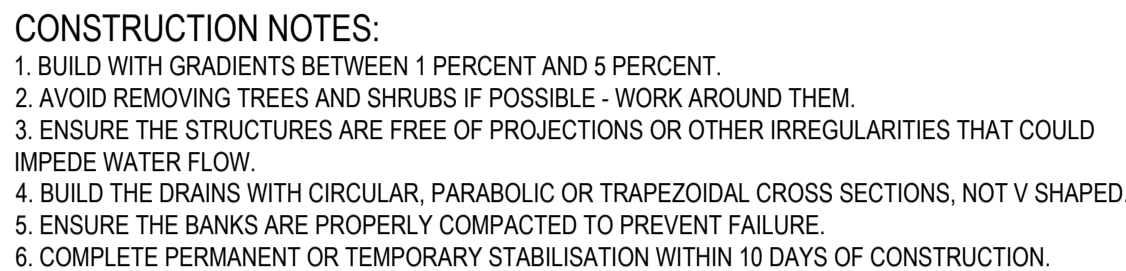 CONSTRUCTION NOTES:
1. BUILD WITH GRADIENTS BETWEEN 1 PERCENT AND 5 PERCENT.
2. AVOID REMOVING TREES AND SHRUBS IF POSSIBLE - WORK AROUND THEM.
3. ENSURE THE STRUCTURES ARE FREE OF PROJECTIONS OR OTHER IRREGULARITIES THAT COULD
IMPEDE WATER FLOW.
4. BUILD THE DRAINS WITH CIRCULAR, PARABOLIC OR TRAPEZOIDAL CROSS SECTIONS, NOT V SHAPED.
5. ENSURE THE BANKS ARE PROPERLY COMPACTED TO PREVENT FAILURE.
6. COMPLETE PERMANENT OR TEMPORARY STABILISATION WITHIN 10 DAYS OF CONSTRUCTION.